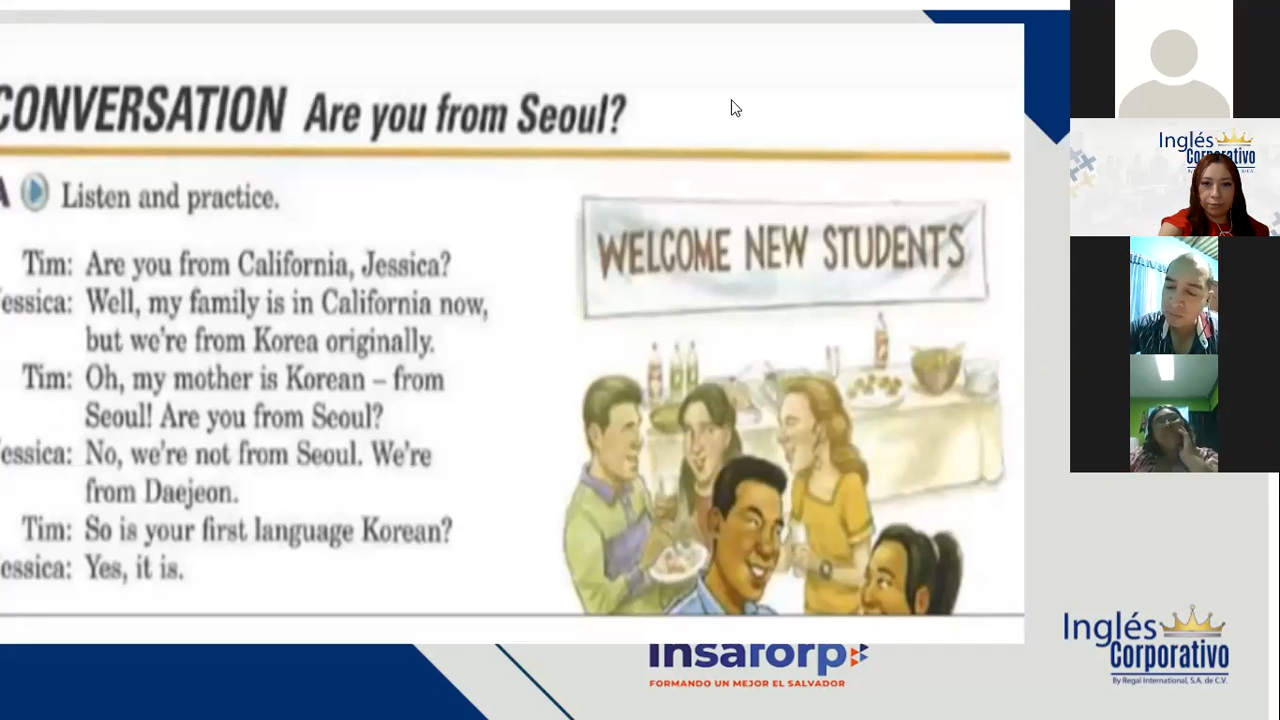 CONVERSATION Are you from Seoul?
A Listen and practice.
Tim: Are you from California, Jessica?
essica: Well, my family is in California now,
but we're from Korea originally.
Tim: Oh, my mother is Korean – from
Seoul! Are you from Seoul?
essica: No, we're not from Seoul. We're
from Daejeon.
Tim: So is your first language Korean?
essica: Yes, it is.
WELCOME NEW STUDENTS
Inglés
Corporativo
insaforp
FORMANDO UN MEJOR EL SALVADOR
Inglés
Corporativo
By Regal International, S.A. de C.V.